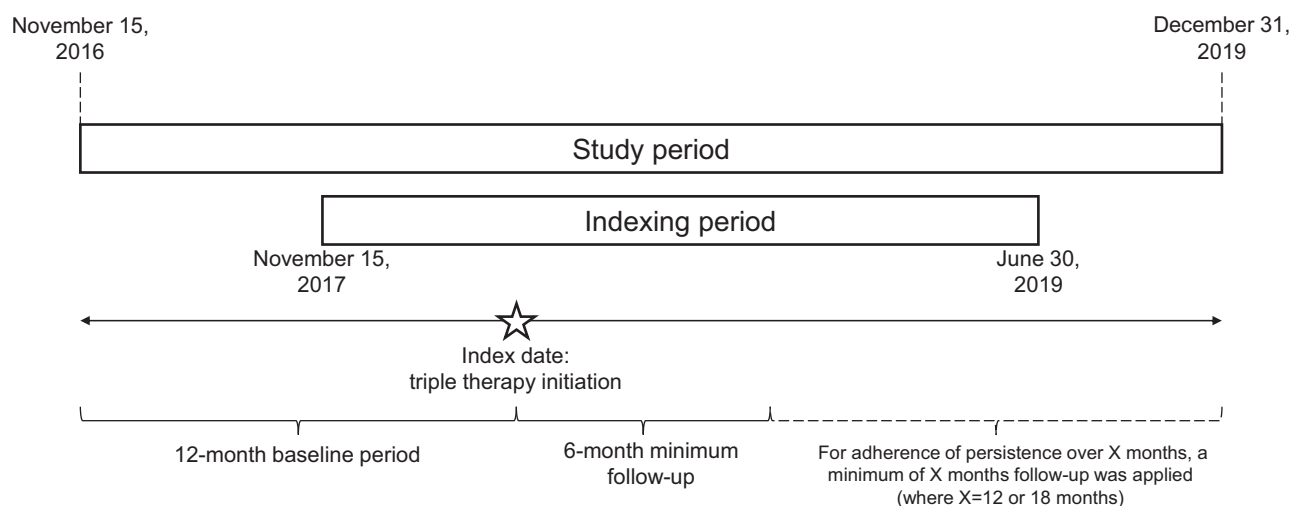 November 15,
2016
December 31,
2019
Study period
Indexing period
November 15,
2017
June 30,
2019
Index date:
triple therapy initiation
12-month baseline period
6-month minimum
follow-up
For adherence of persistence over X months, a
minimum of X months follow-up was applied
(where X=12 or 18 months)